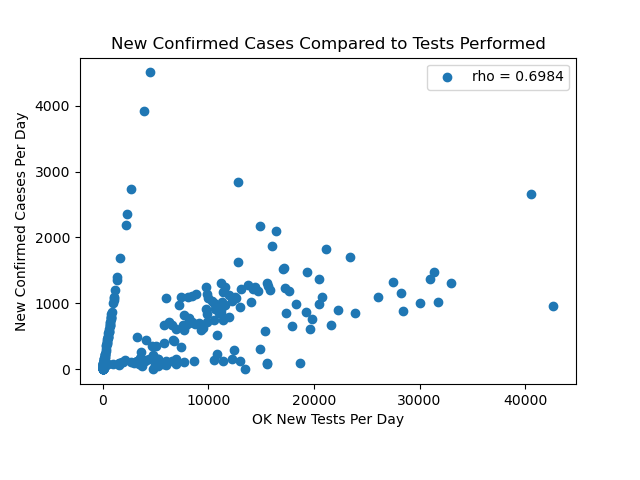 New Confirmed Cases Compared to Tests Performed
rho = 0.6984
New Confirmed Caeses Per Day
4000
3000
2000
1000
0
0 10000 20000 30000 40000
OK New Tests Per Day